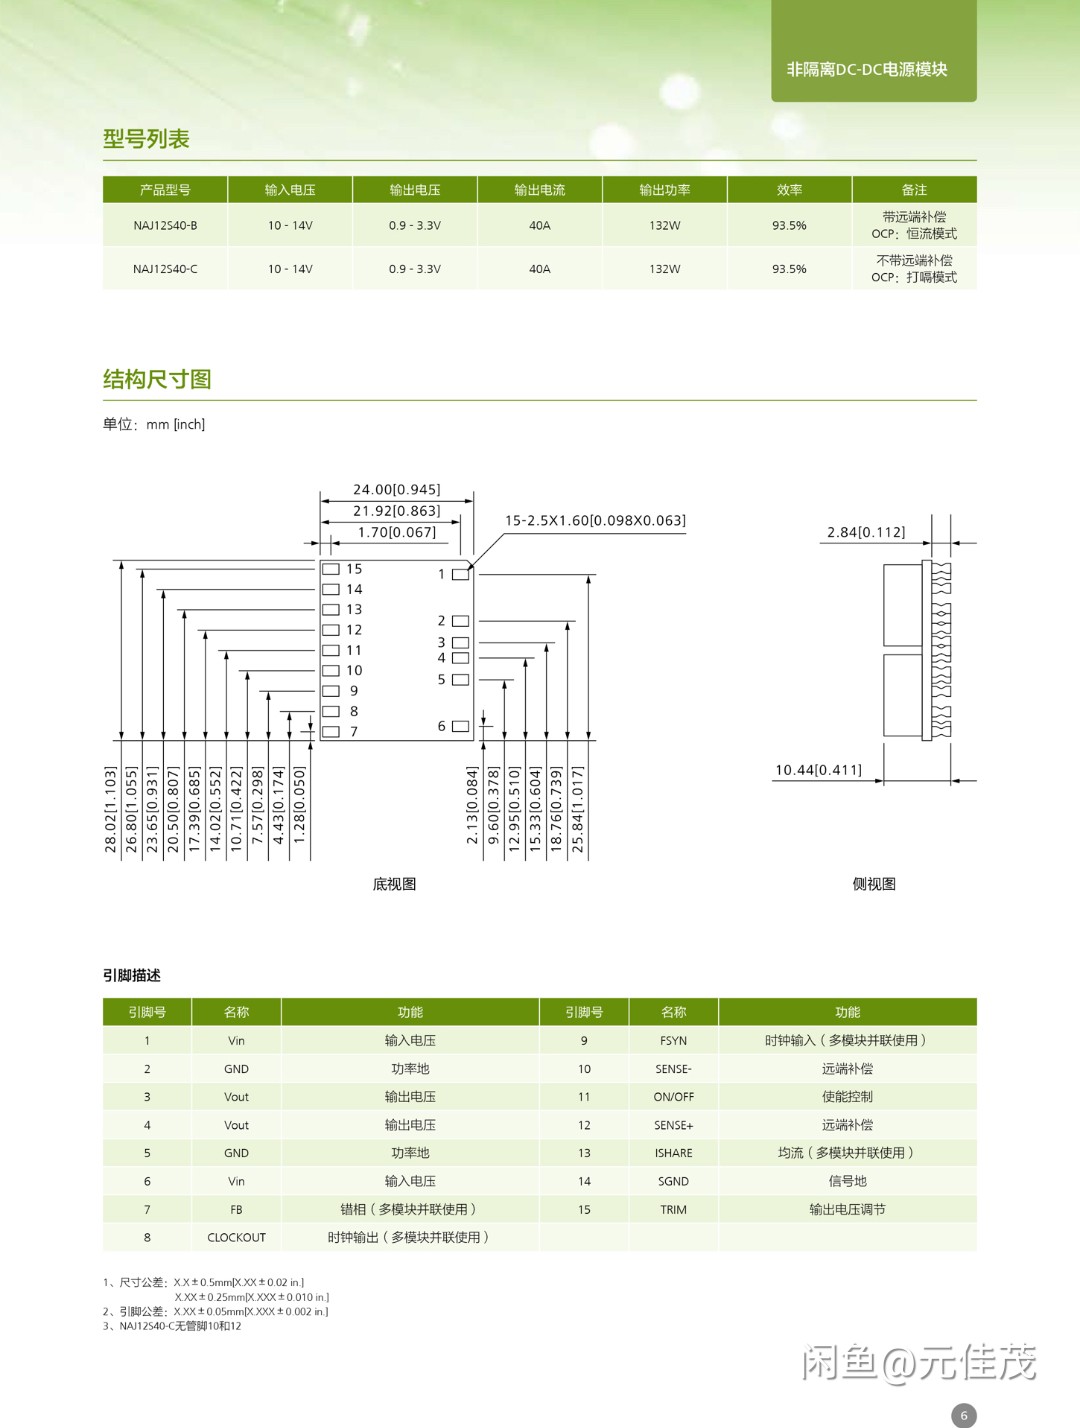 非隔离DC-DC电源模块
型号列表
产品型号 输入电压 输出电压 输出电流 输出功率 效率 备注
NAJ12S40-B 10 - 14V 0.9 - 3.3V 40A 132W 93.5% 带远端补偿
OCP：恒流模式
NAJ12S40-C 10 - 14V 0.9 - 3.3V 40A 132W 93.5% 不带远端补偿
OCP：打嗝模式
结构尺寸图
单位：mm [inch]
24.00[0.945]
21.92[0.863]
1.70[0.067]
15-2.5X1.60[0.098X0.063]
2.84[0.112]
15
14
13
12
11
10
9
8
7
1
2
3
4
5
6
10.44[0.411]
28.02[1.103]
26.80[1.055]
23.65[0.931]
20.50[0.807]
17.39[0.685]
14.02[0.552]
10.71[0.422]
7.57[0.298]
4.43[0.174]
1.28[0.050]
2.13[0.084]
9.60[0.378]
12.95[0.510]
15.33[0.604]
18.76[0.739]
25.84[1.017]
底视图
侧视图
引脚描述
引脚号 名称 功能 引脚号 名称 功能
1 Vin 输入电压 9 FSYN 时钟输入（多模块并联使用）
2 GND 功率地 10 SENSE- 远端补偿
3 Vout 输出电压 11 ON/OFF 使能控制
4 Vout 输出电压 12 SENSE+ 远端补偿
5 GND 功率地 13 ISHARE 均流（多模块并联使用）
6 Vin 输入电压 14 SGND 信号地
7 FB 错相（多模块并联使用） 15 TRIM 输出电压调节
8 CLOCKOUT 时钟输出（多模块并联使用）
1、尺寸公差：X.X±0.5mm[X.XX±0.02 in.]
X.XX±0.25mm[X.XXX±0.010 in.]
2、引脚公差：X.XX±0.05mm[X.XXX±0.002 in.]
3、NAJ12S40-C无管脚10和12
闲鱼@元佳茂
6